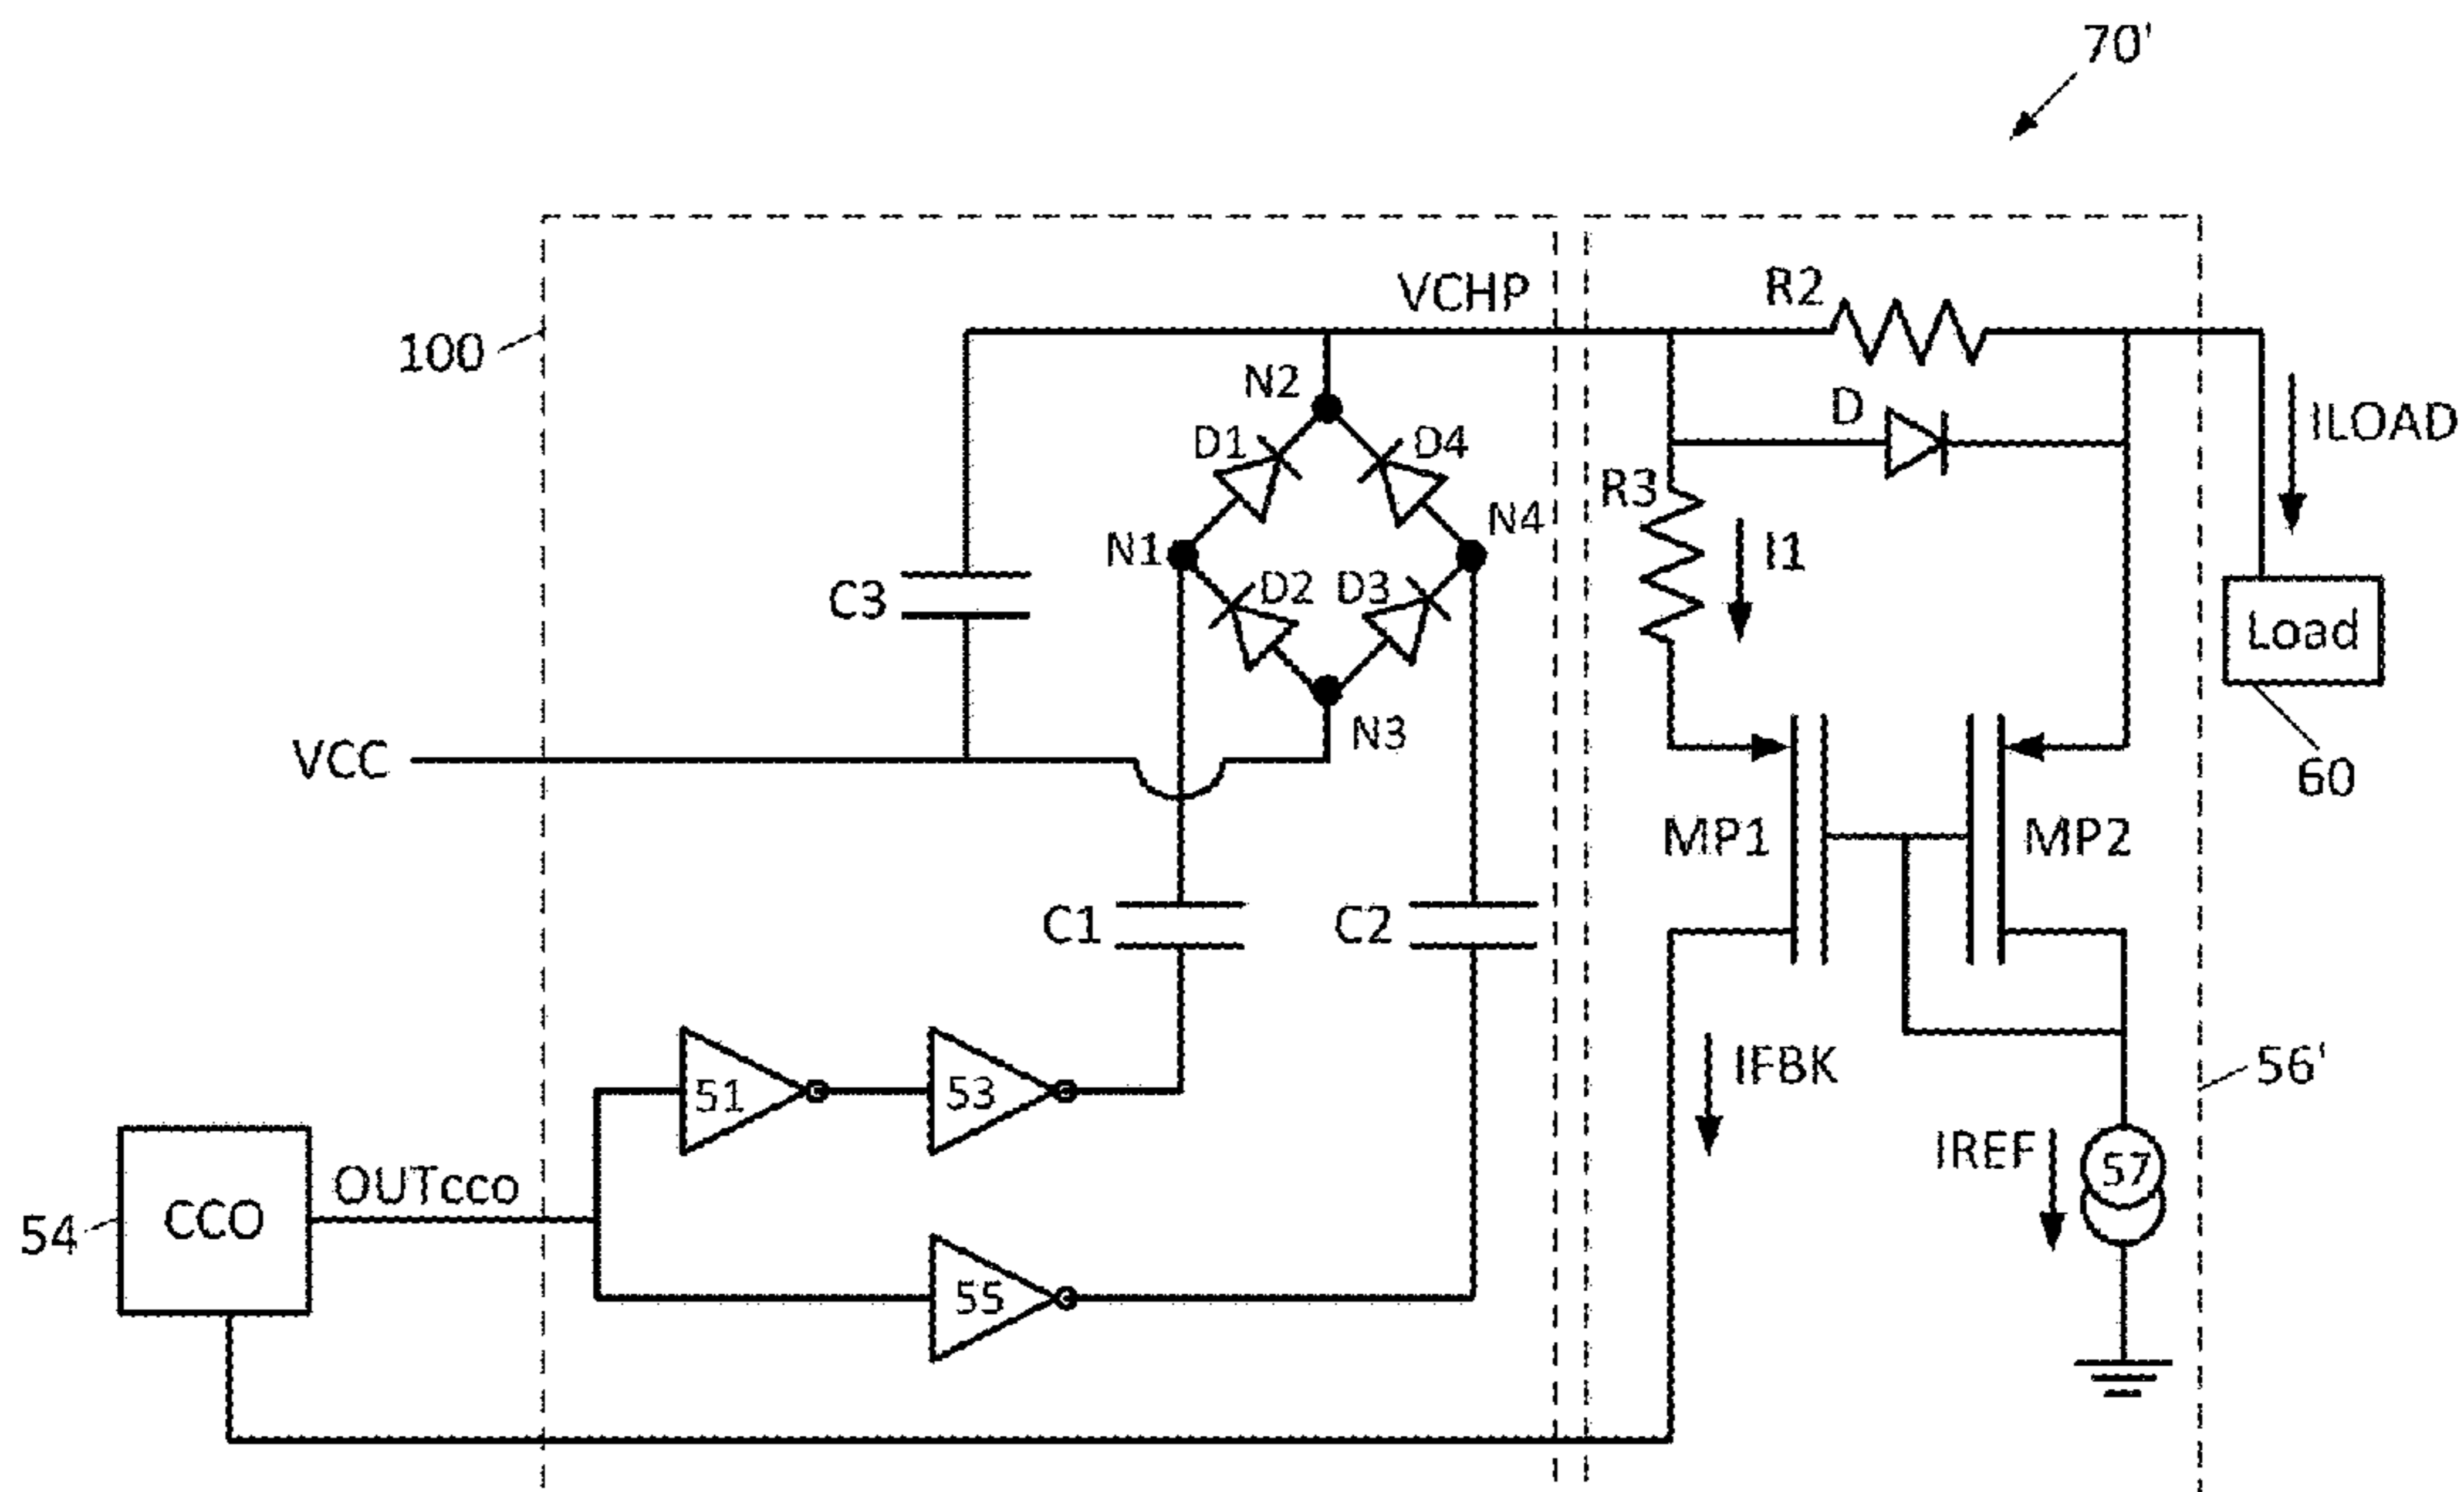 70'
VCHP
R2
100
N2
D
ILOAD
D1
D4
R3
N4
N1
I1
C3
D2
D3
Load
N3
VCC
60
MP1
MP2
C1
C2
51
53
IFBK
56'
IREF
57
OUTcco
CCO
54
55